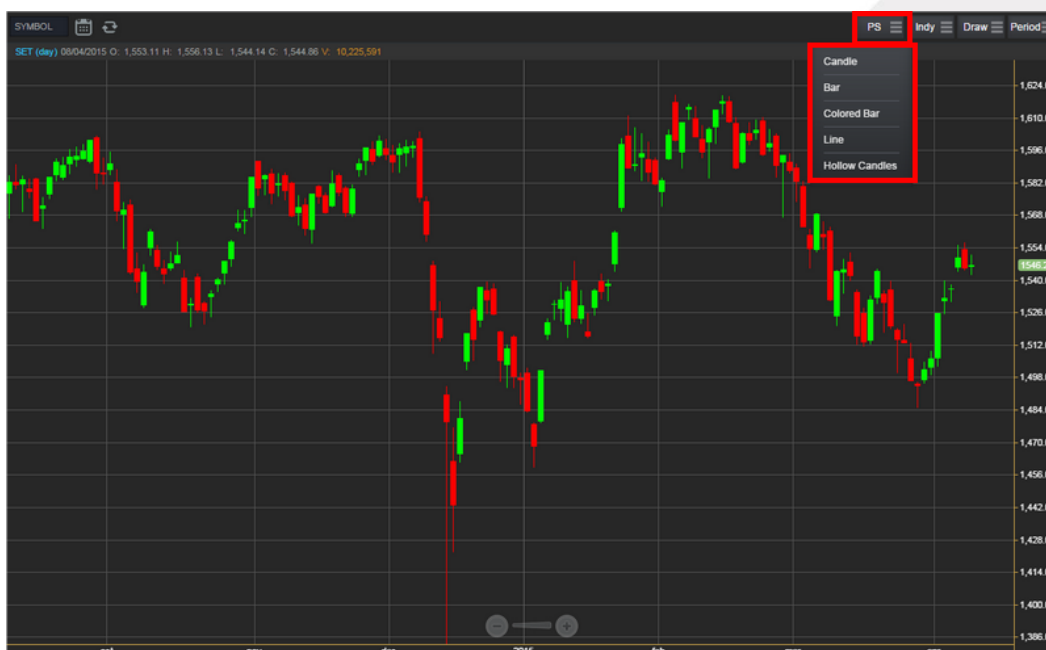 SYMBOL
PS
Indy
Draw
Period
SET (day) 08/04/2015 O: 1,553.11 H: 1,556.13 L: 1,544.14 C: 1,544.86 V: 10,225,591
Candle
Bar
Colored Bar
Line
Hollow Candles
1,624.
1,610.
1,596.
1,582.
1,568.
1,554.
1546.2
1,540.
1,526.
1,512.
1,498.
1,484.
1,470.
1,456.
1,442.
1,428.
1,414.
1,400.
1,386.
2015